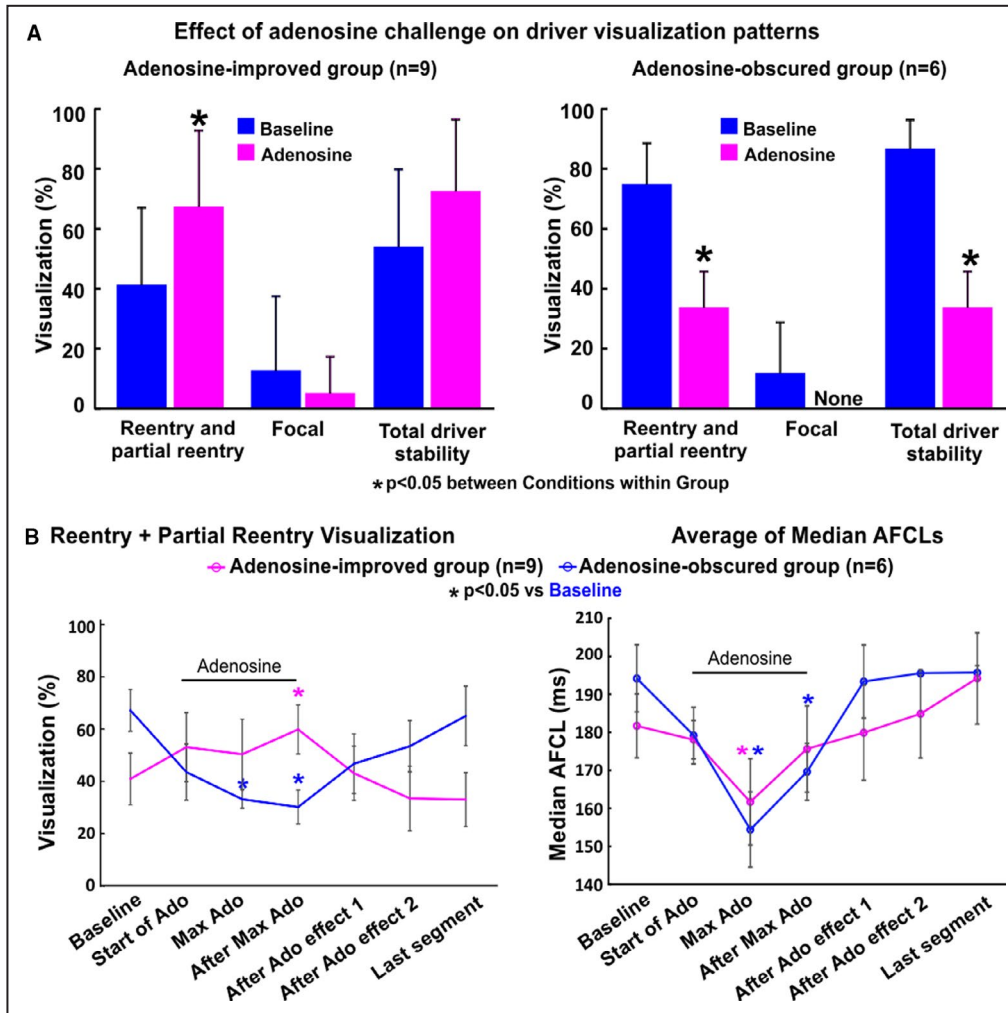 A Effect of adenosine challenge on driver visualization patterns
Adenosine-improved group (n=9)
Visualization (%)
100
80
60
40
20
0
*
Baseline
Adenosine
Reentry and
partial reentry
Focal
Total driver
stability
Adenosine-obscured group (n=6)
Visualization (%)
100
80
60
40
20
0
Baseline
Adenosine
*
None
*
Reentry and
partial reentry
Focal
Total driver
stability
* p<0.05 between Conditions within Group
B Reentry + Partial Reentry Visualization
Average of Median AFCLs
Adenosine-improved group (n=9) Adenosine-obscured group (n=6)
* p<0.05 vs Baseline
Visualization (%)
100
80
60
40
20
0
Adenosine
*
*
*
Baseline
Start of Ado
Max Ado
After Max Ado
After Ado effect 1
After Ado effect 2
Last segment
Median AFCL (ms)
210
200
190
180
170
160
150
140
Adenosine
*
* *
Baseline
Start of Ado
Max Ado
After Max Ado
After Ado effect 1
After Ado effect 2
Last segment